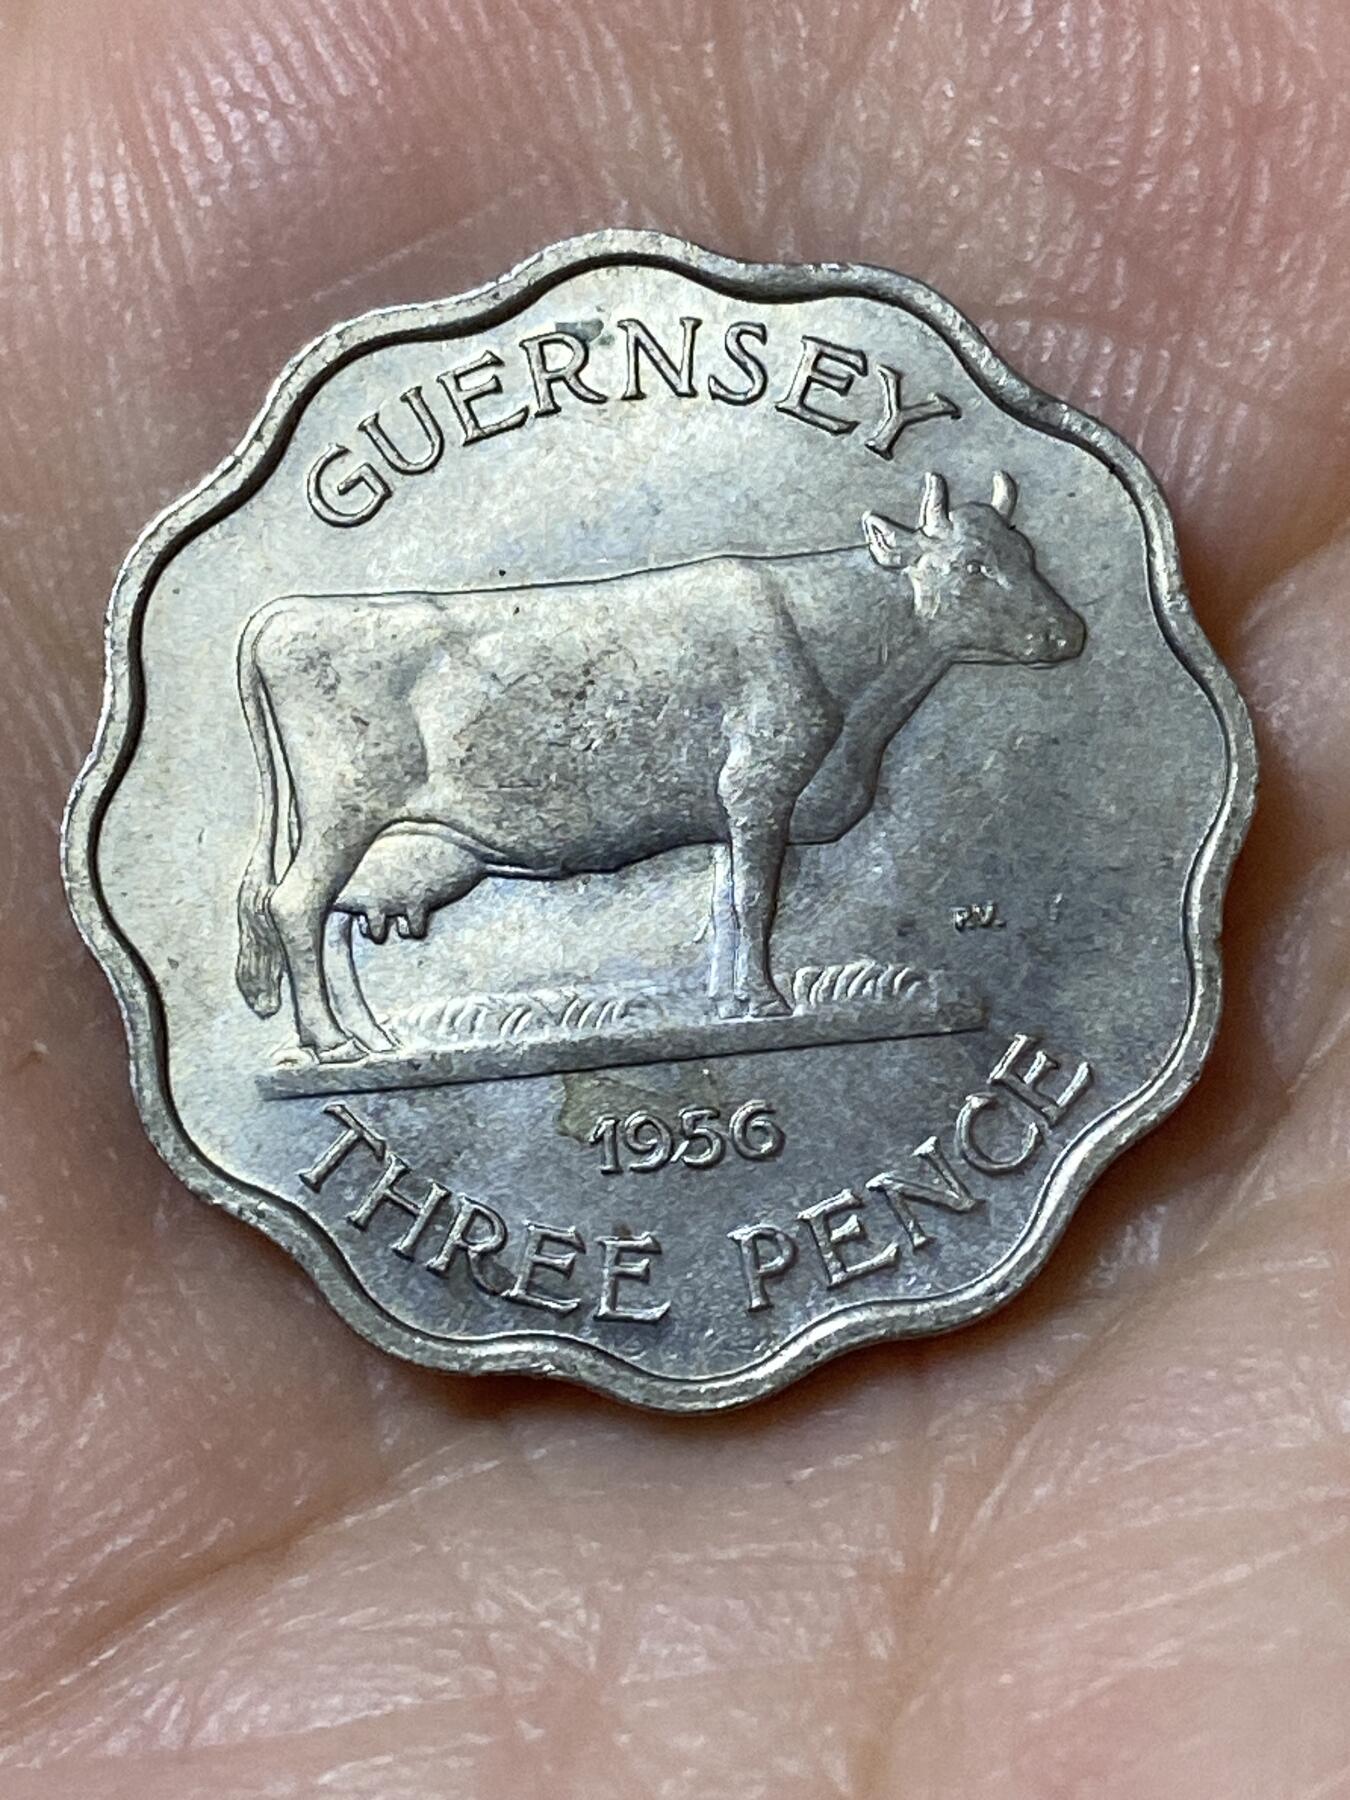 GUERNSEY
P.V.
1956
THREE PENCE